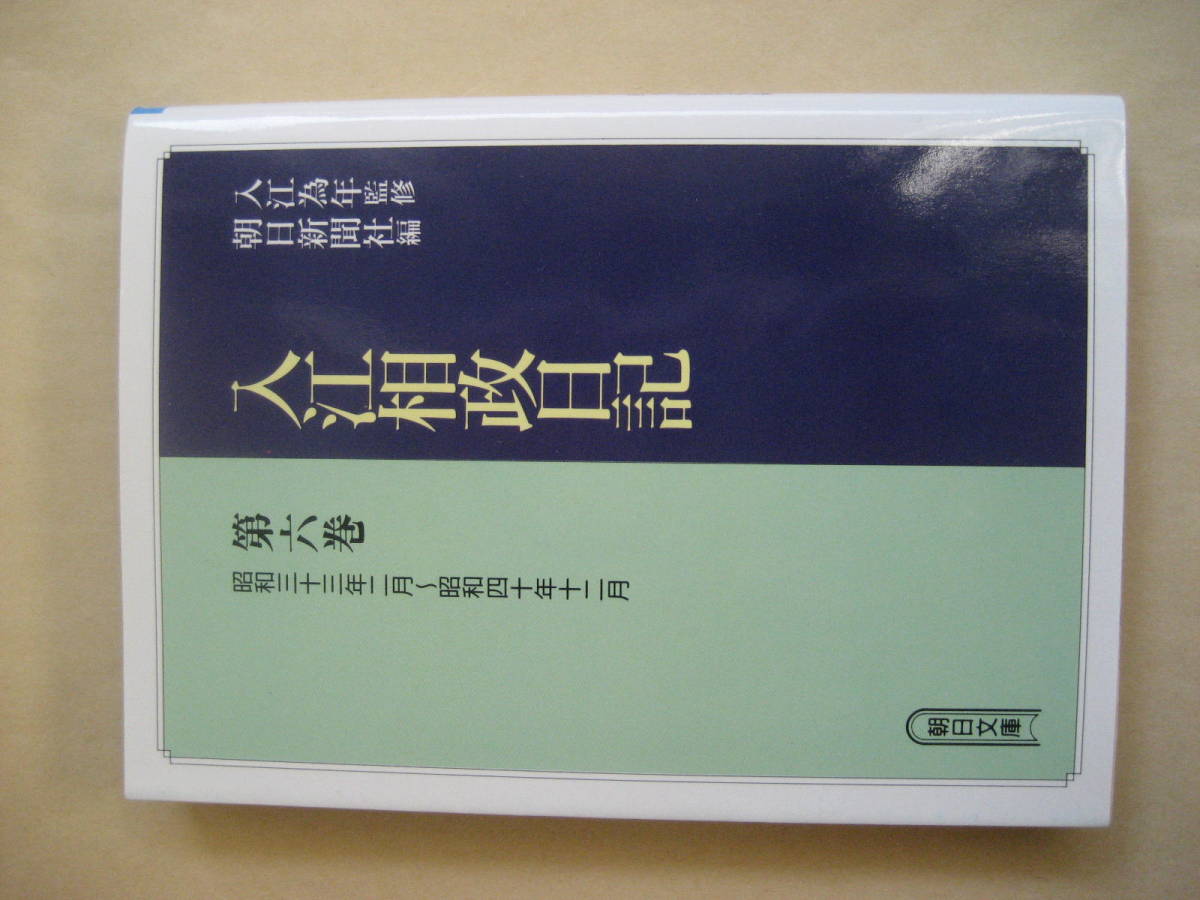 入江為年監修
朝日新聞社編
入江相政日記
第六巻
昭和三十三年二月〜昭和四十年十二月
朝日文庫